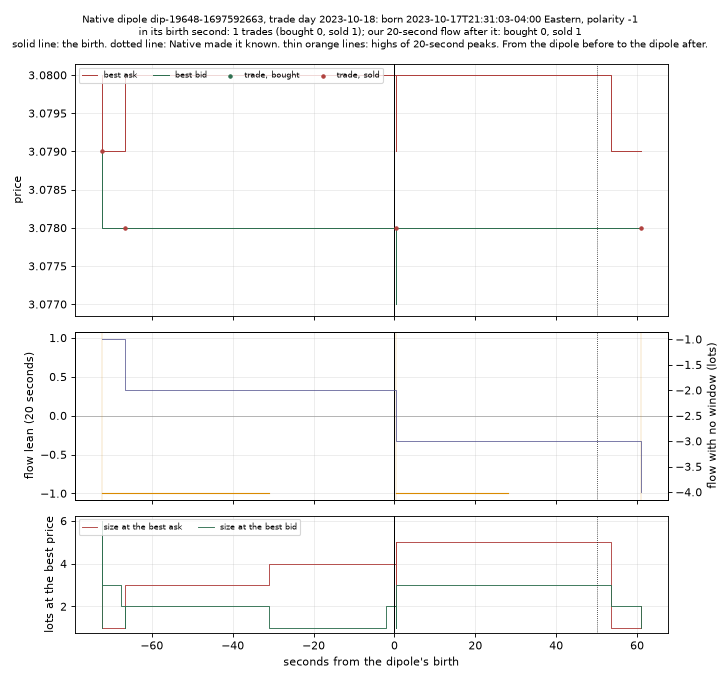 Native dipole dip-19648-1697592663, trade day 2023-10-18: born 2023-10-17T21:31:03-04:00 Eastern, polarity -1
in its birth second: 1 trades (bought 0, sold 1); our 20-second flow after it: bought 0, sold 1
solid line: the birth. dotted line: Native made it known. thin orange lines: highs of 20-second peaks. From the dipole before to the dipole after.
best ask best bid trade, bought trade, sold
3.0800
3.0795
3.0790
3.0785
3.0780
3.0775
3.0770
price
1.0
0.5
0.0
−0.5
−1.0
flow lean (20 seconds)
−1.0
−1.5
−2.0
−2.5
−3.0
−3.5
−4.0
flow with no window (lots)
size at the best ask size at the best bid
6
4
2
lots at the best price
−60 −40 −20 0 20 40 60
seconds from the dipole's birth